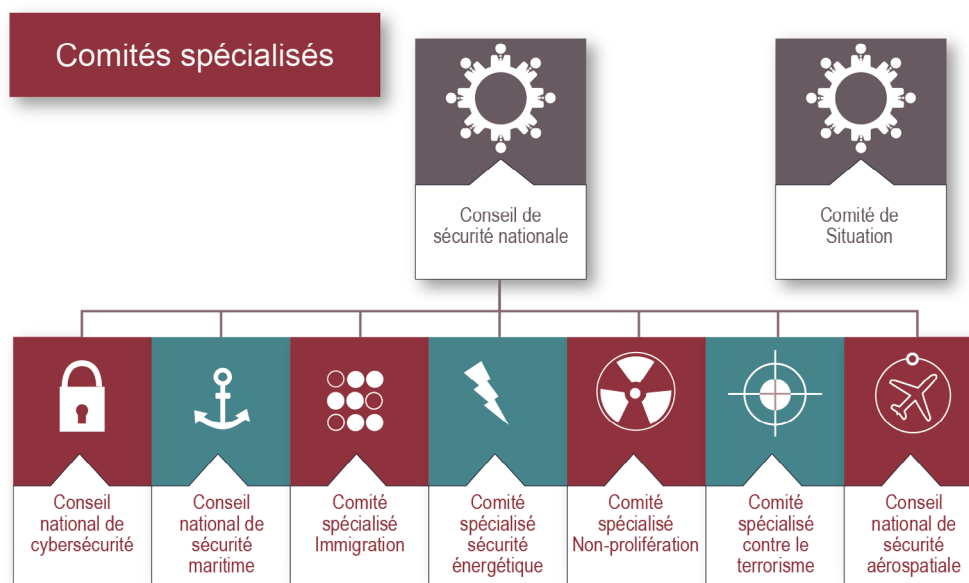 Comités spécialisés
Conseil de
sécurité nationale
Comité de
Situation
Conseil
national de
cybersécurité
Conseil
national de
sécurité
maritime
Comité
spécialisé
Immigration
Comité
spécialisé
sécurité
énergétique
Comité
spécialisé
Non-prolifération
Comité
spécialisé
contre le
terrorisme
Conseil
national de
sécurité
aérospatiale